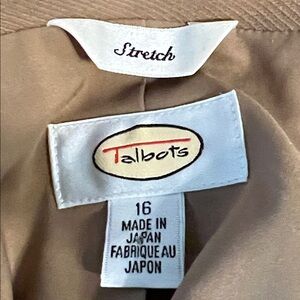 Stretch
Talbots
16
MADE IN
JAPAN
FABRIQUE AU
JAPON